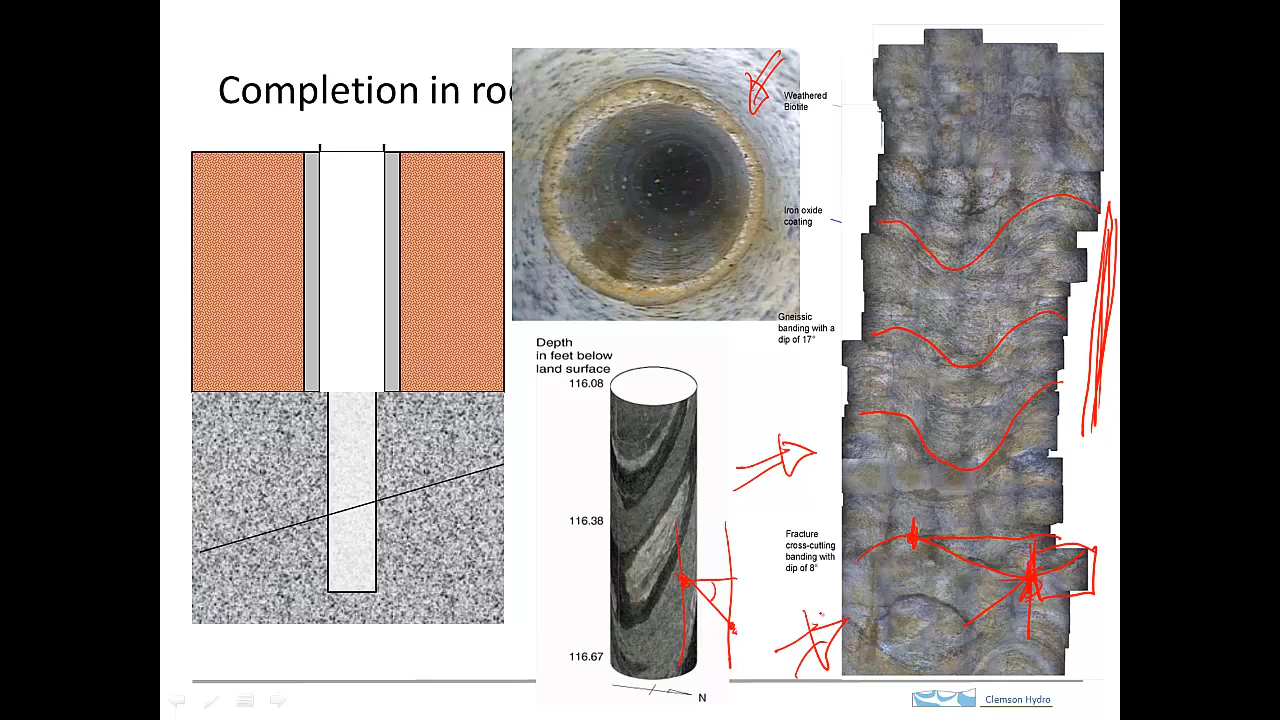 Completion in ro
Weathered
Biotite
Iron oxide
coating
Gneissic
banding with a
dip of 17°
Depth
in feet below
land surface
116.08
116.38
116.67
N
Fracture
cross-cutting
banding with
dip of 8°
Clemson Hydro